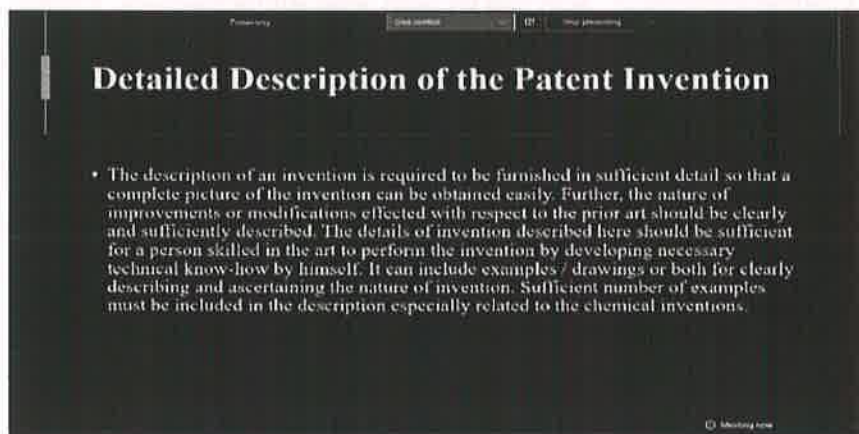 Stop presenting
Detailed Description of the Patent Invention
• The description of an invention is required to be furnished in sufficient detail so that a
complete picture of the invention can be obtained easily. Further, the nature of
improvements or modifications effected with respect to the prior art should be clearly
and sufficiently described. The details of invention described here should be sufficient
for a person skilled in the art to perform the invention by developing necessary
technical know-how by himself. It can include examples / drawings or both for clearly
describing and ascertaining the nature of invention. Sufficient number of examples
must be included in the description especially related to the chemical inventions.